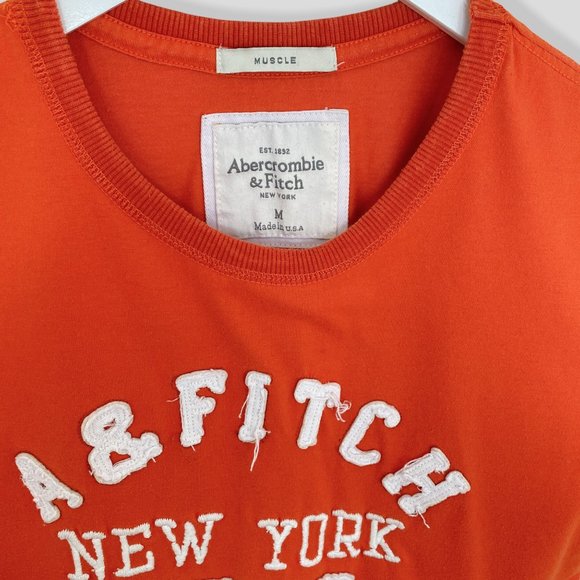 MUSCLE
EST. 1892
Abercrombie
& Fitch
NEW YORK
M
Made in U.S.A
A&FITCH
NEW YORK